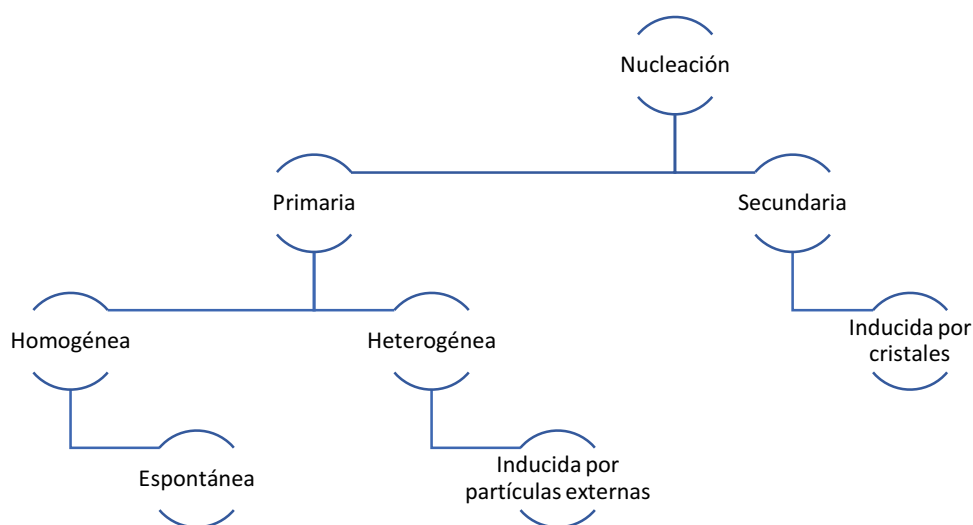 Nucleación
Primaria
Secundaria
Homogénea
Heterogénea
Inducida por
cristales
Espontánea
Inducida por
partículas externas